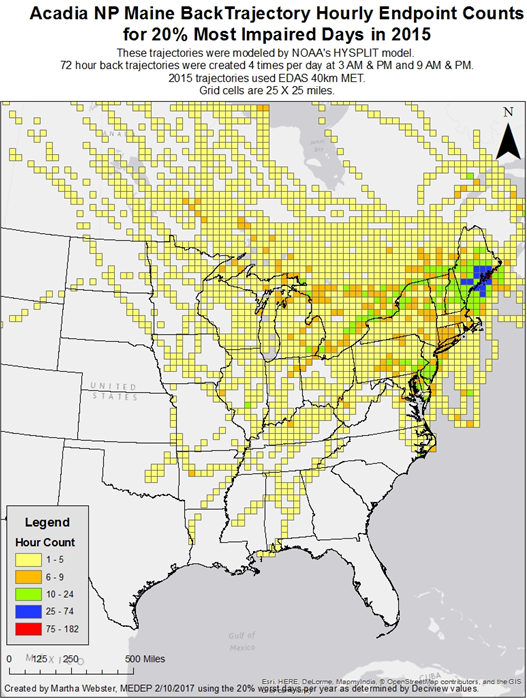 Acadia NP Maine BackTrajectory Hourly Endpoint Counts
for 20% Most Impaired Days in 2015
These trajectories were modeled by NOAA's HYSPLIT model.
72 hour back trajectories were created 4 times per day at 3 AM & PM and 9 AM & PM.
2015 trajectories used EDAS 40km MET.
Grid cells are 25 X 25 miles.
N
UNITED
STATES
Legend
Hour Count
1 - 5
6 - 9
10 - 24
25 - 74
75 - 182
Gulf of
Mexico
0 125 250 500 Miles
CUBA
Esri, HERE, DeLorme, MapmyIndia, © OpenStreetMap contributors, and the GIS
Created by Martha Webster, MEDEP 2/10/2017 using the 20% worst days per year as determined by Deciview values.